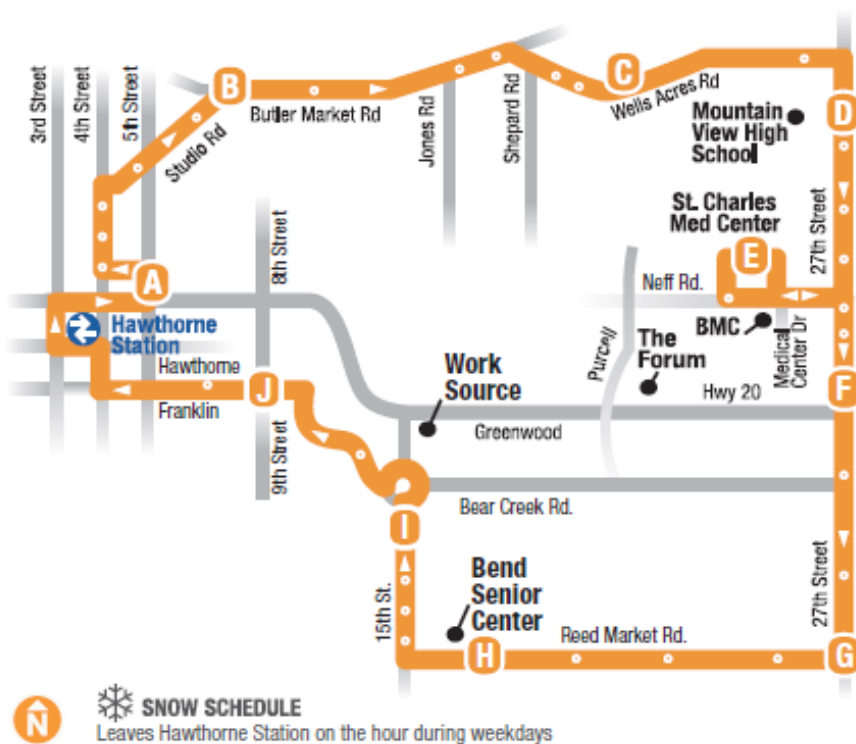 3rd Street
4th Street
5th Street
B
Studio Rd
Butler Market Rd
Jones Rd
Shepard Rd
C
Wells Acres Rd
Mountain
View High
School
D
St. Charles
Med Center
E
27th Street
Neff Rd.
8th Street
A
Hawthorne
Station
BMC
Medical
Center Dr
Purcell
The
Forum
Work
Source
Hwy 20
F
Hawthorne
J
Franklin
Greenwood
9th Street
Bear Creek Rd.
I
Bend
Senior
Center
15th St.
27th Street
H
Reed Market Rd.
G
N
SNOW SCHEDULE
Leaves Hawthorne Station on the hour during weekdays